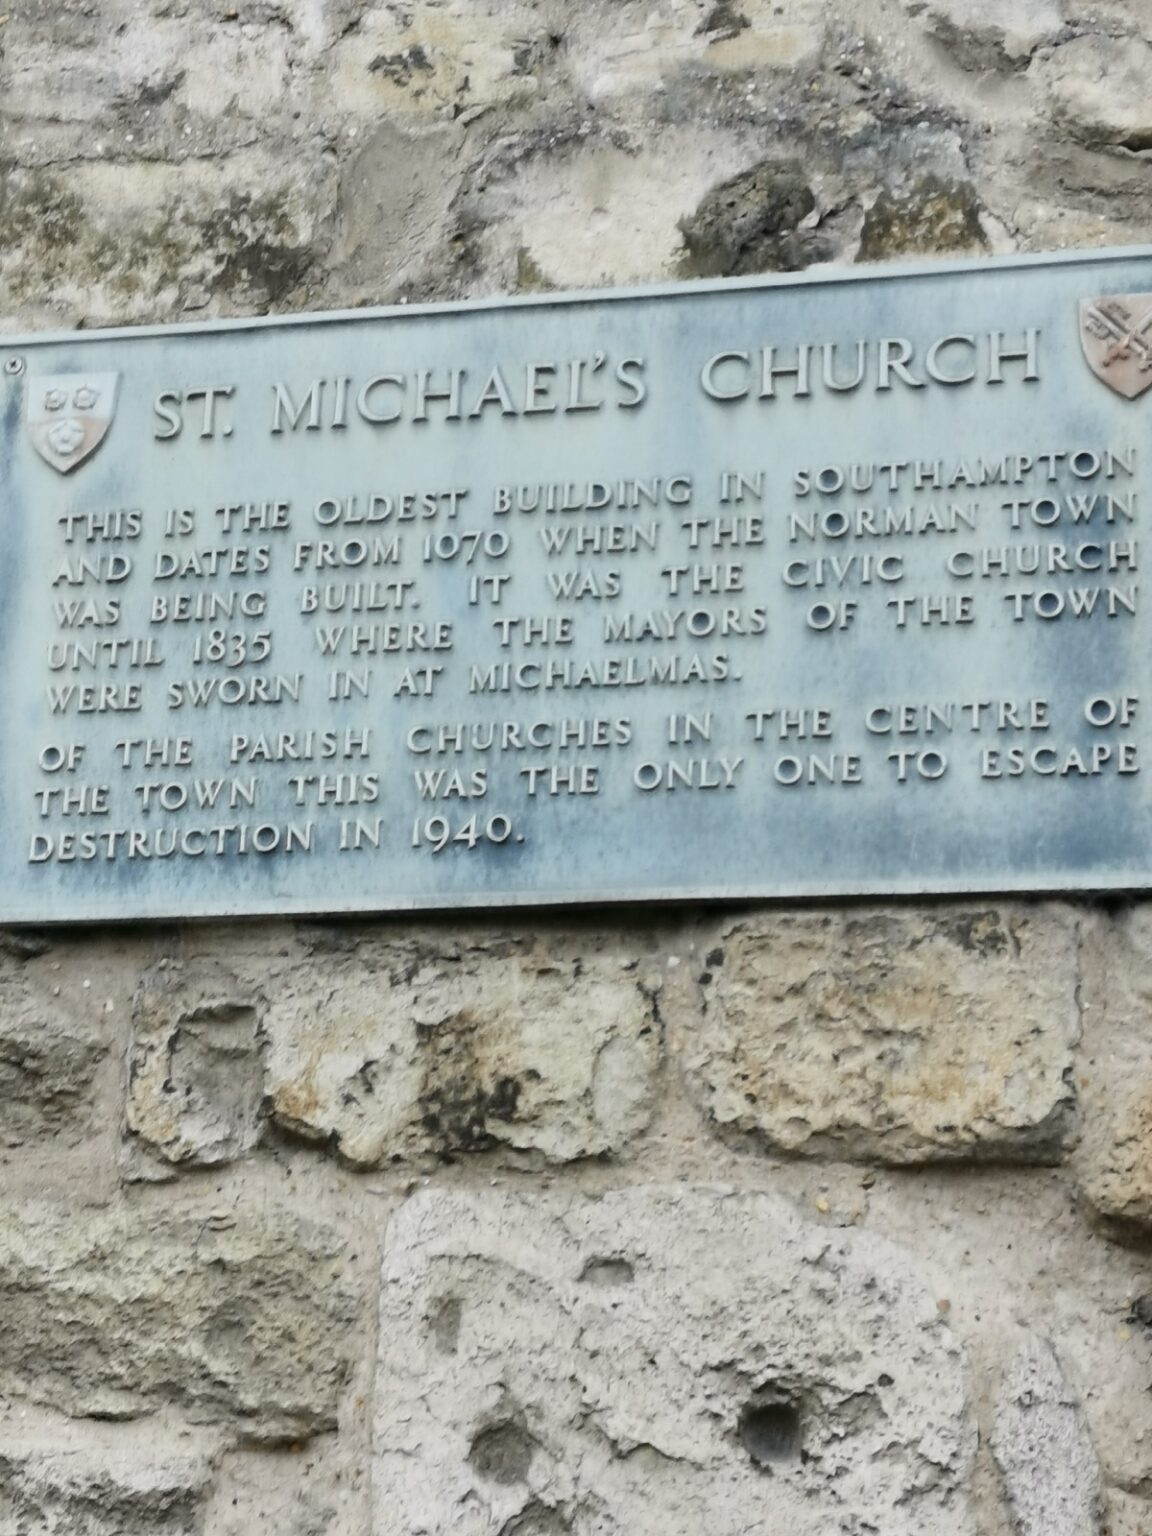 ST. MICHAEL'S CHURCH
THIS IS THE OLDEST BUILDING IN SOUTHAMPTON
AND DATES FROM 1070 WHEN THE NORMAN TOWN
WAS BEING BUILT. IT WAS THE CIVIC CHURCH
UNTIL 1835 WHERE THE MAYORS OF THE TOWN
WERE SWORN IN AT MICHAELMAS.
OF THE PARISH CHURCHES IN THE CENTRE OF
THE TOWN THIS WAS THE ONLY ONE TO ESCAPE
DESTRUCTION IN 1940.